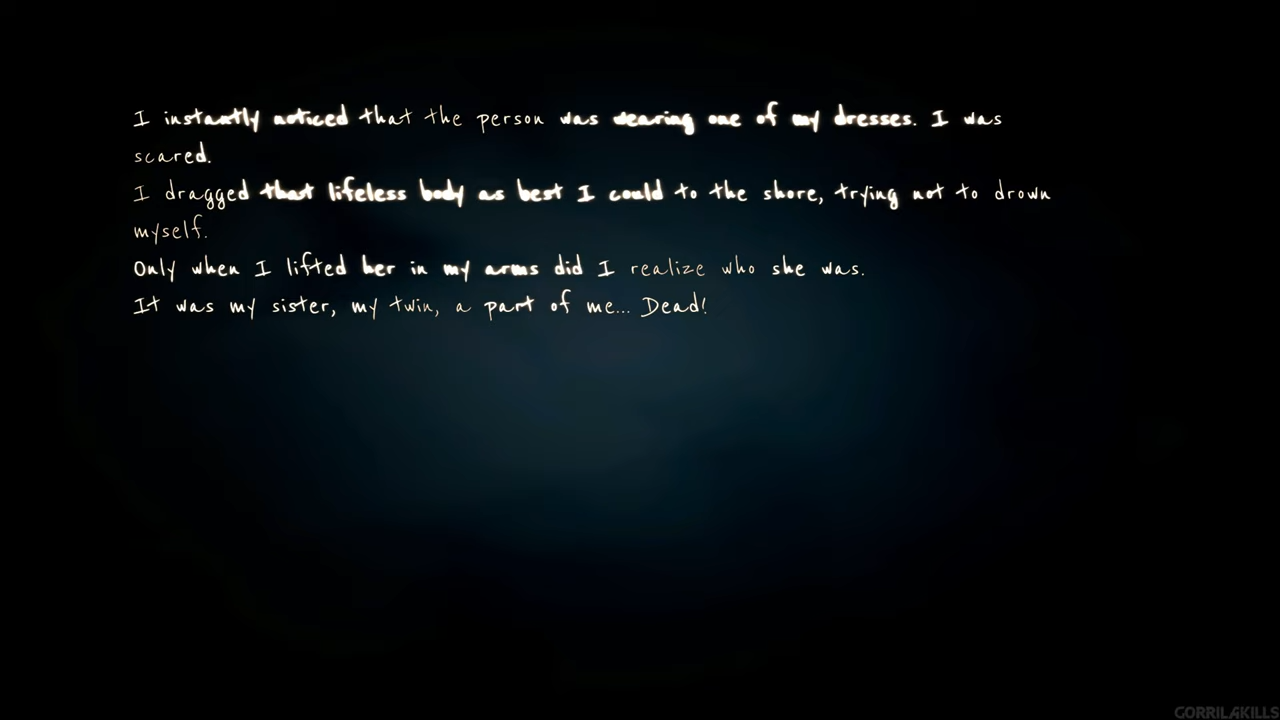 I instantly noticed that the person was wearing one of my dresses. I was
scared.
I dragged that lifeless body as best I could to the shore, trying not to drown
myself.
Only when I lifted her in my arms did I realize who she was.
It was my sister, my twin, a part of me... Dead!
GORRILAKILLS